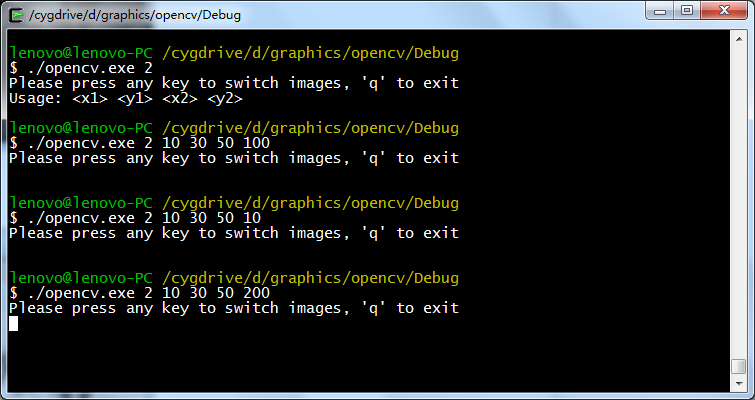 /cygdrive/d/graphics/opencv/Debug
lenovo@lenovo-PC /cygdrive/d/graphics/opencv/Debug
$ ./opencv.exe 2
Please press any key to switch images, 'q' to exit
Usage: <x1> <y1> <x2> <y2>
lenovo@lenovo-PC /cygdrive/d/graphics/opencv/Debug
$ ./opencv.exe 2 10 30 50 100
Please press any key to switch images, 'q' to exit
lenovo@lenovo-PC /cygdrive/d/graphics/opencv/Debug
$ ./opencv.exe 2 10 30 50 10
Please press any key to switch images, 'q' to exit
lenovo@lenovo-PC /cygdrive/d/graphics/opencv/Debug
$ ./opencv.exe 2 10 30 50 200
Please press any key to switch images, 'q' to exit